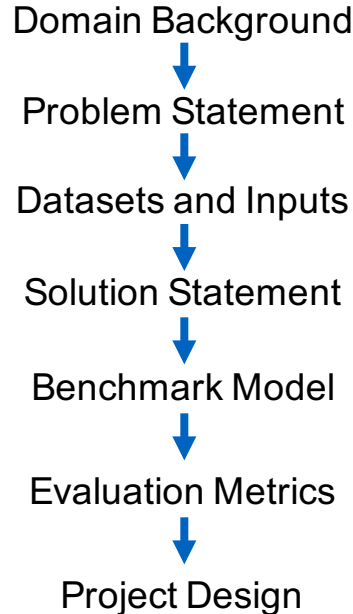 Domain Background
Problem Statement
Datasets and Inputs
Solution Statement
Benchmark Model
Evaluation Metrics
Project Design